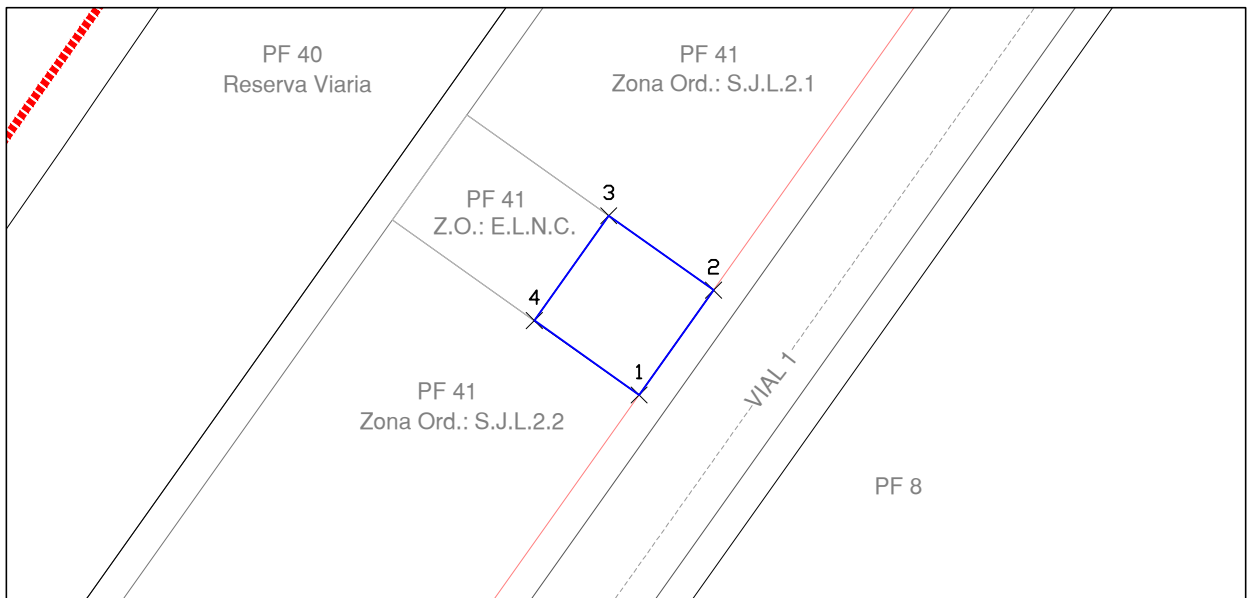 PF 40
Reserva Viaria
PF 41
Zona Ord.: S.J.L.2.1
3
PF 41
Z.O.: E.L.N.C.
2
4
1
VIAL 1
PF 41
Zona Ord.: S.J.L.2.2
PF 8